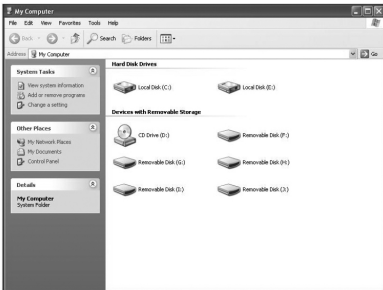 My Computer
File Edit View Favorites Tools Help
Back Search Folders
Address My Computer Go
System Tasks
View system information
Add or remove programs
Change a setting
Other Places
My Network Places
My Documents
Control Panel
Details
My Computer
System Folder
Hard Disk Drives
Local Disk (C:) Local Disk (E:)
Devices with Removable Storage
CD Drive (D:) Removable Disk (F:)
Removable Disk (G:) Removable Disk (H:)
Removable Disk (I:) Removable Disk (J:)